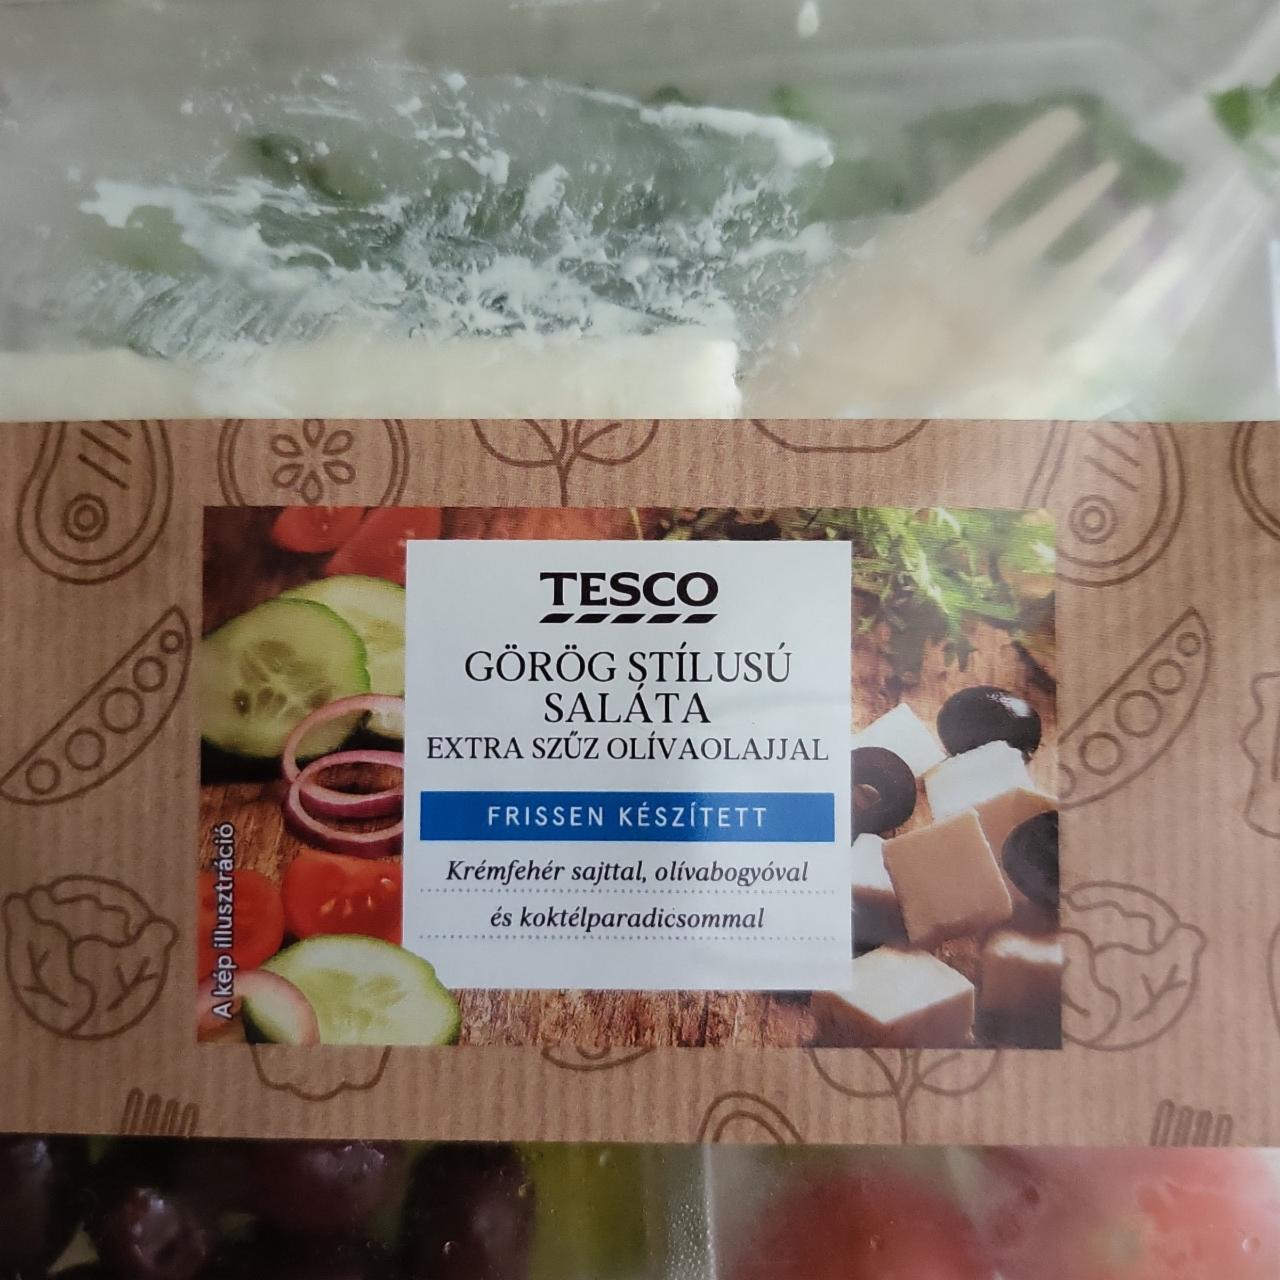 TESCO
GÖRÖG STÍLUSÚ
SALÁTA
EXTRA SZŰZ OLÍVAOLAJJAL
FRISSEN KÉSZÍTETT
Krémfehér sajttal, olívabogyóval
és koktélparadicsommal
A kép illusztráció